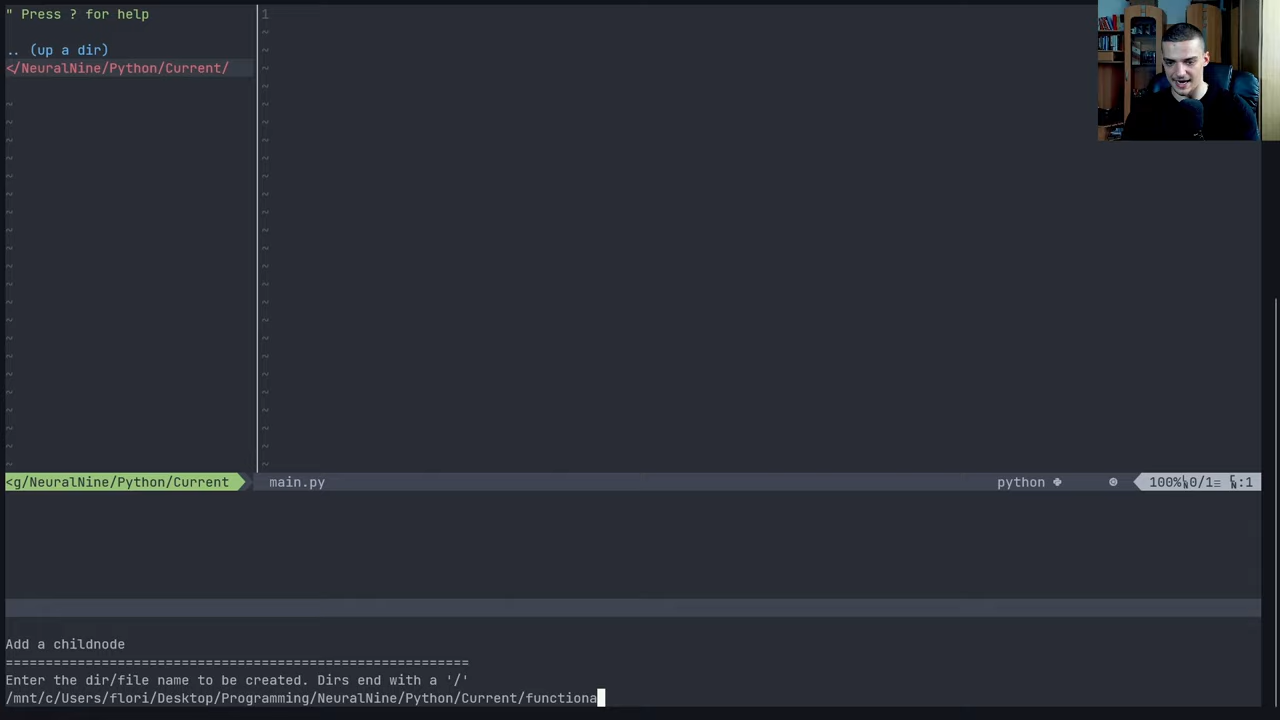 " Press ? for help
1
.. (up a dir)
</NeuralNine/Python/Current/
<g/NeuralNine/Python/Current
main.py
python
100% 0/1 :1
Add a childnode
==========================================================
Enter the dir/file name to be created. Dirs end with a '/'
/mnt/c/Users/flori/Desktop/Programming/NeuralNine/Python/Current/functiona